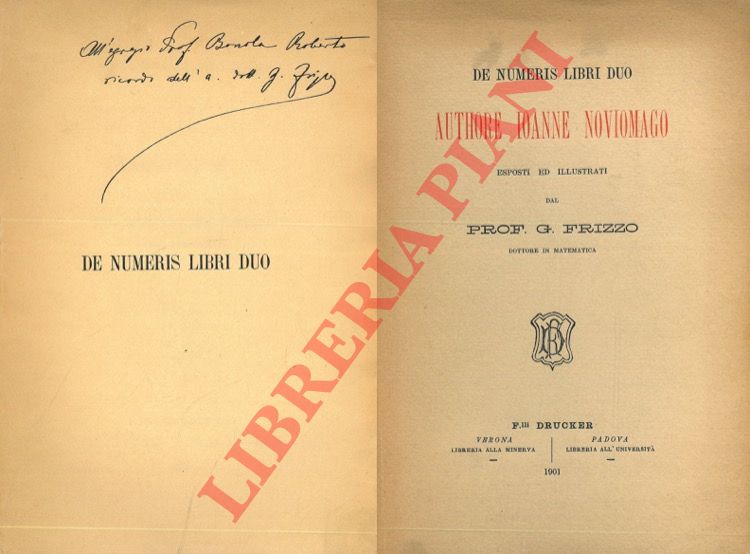 All'egregio Prof. Bonola Roberto
ricordo dell'a. dott. G. Frizzo
DE NUMERIS LIBRI DUO
DE NUMERIS LIBRI DUO
AUTHORE IOANNE NOVIOMAGO
ESPOSTI ED ILLUSTRATI
DAL
PROF. G. FRIZZO
DOTTORE IN MATEMATICA
F.lli DRUCKER
VERONA
LIBRERIA ALLA MINERVA
PADOVA
LIBRERIA ALL'UNIVERSITÀ
1901
LIBRERIA PIANI